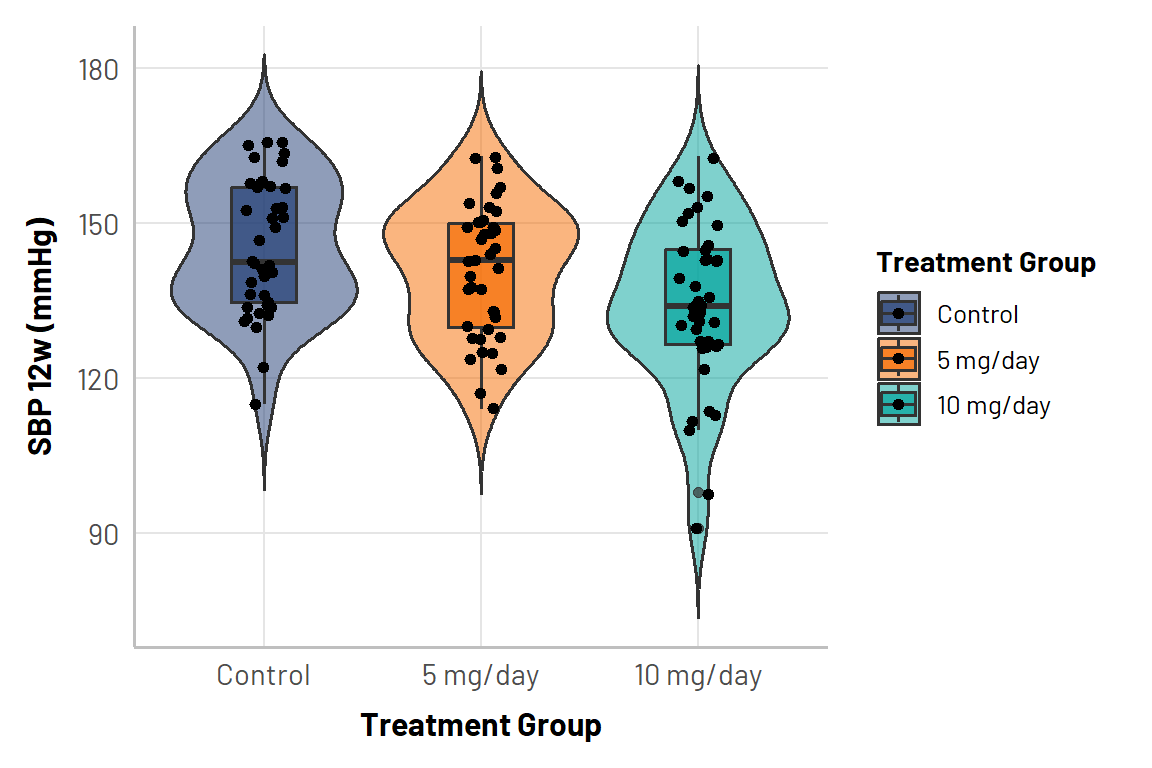 180
150
120
90
SBP 12w (mmHg)
Control
5 mg/day
10 mg/day
Treatment Group
Treatment Group
Control
5 mg/day
10 mg/day